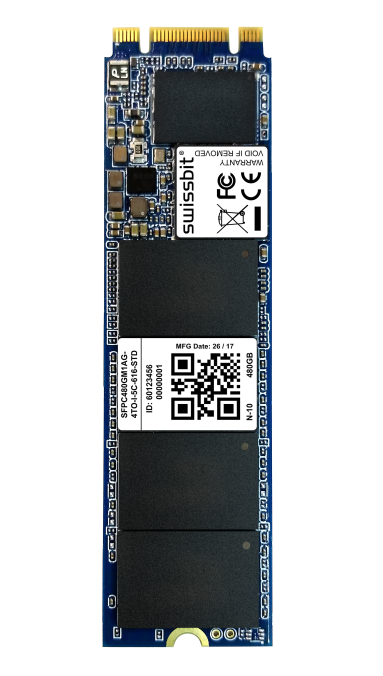 WARRANTY
VOID IF REMOVED
swissbit®
FC CE
MFG Date: 26 / 17
SFPC480GM1AG-
4TO-I-5C-616-STD
ID: 60123456
00000001
480GB
N-10